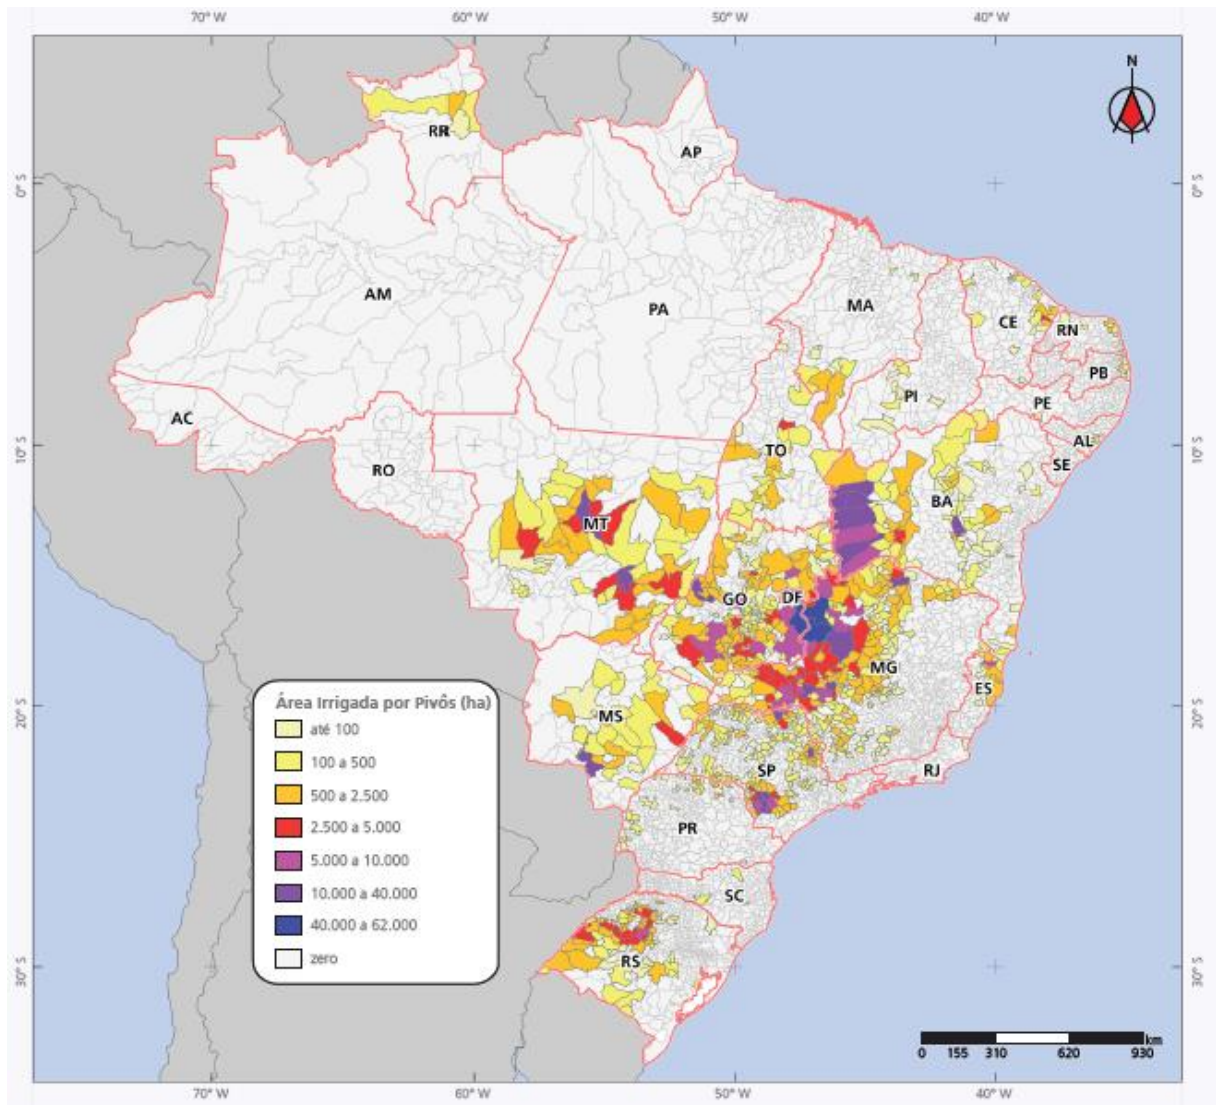 70° W
60° W
50° W
40° W
N
RR
AP
0° S
0° S
AM
PA
MA
CE
RN
PB
PI
PE
AC
TO
AL
10° S
10° S
RO
SE
BA
MT
GO
DF
MG
ES
Área Irrigada por Pivôs (ha)
até 100
100 a 500
500 a 2.500
2.500 a 5.000
5.000 a 10.000
10.000 a 40.000
40.000 a 62.000
zero
MS
20° S
20° S
SP
RJ
PR
SC
RS
30° S
30° S
km
0 155 310 620 930
70° W
60° W
50° W
40° W